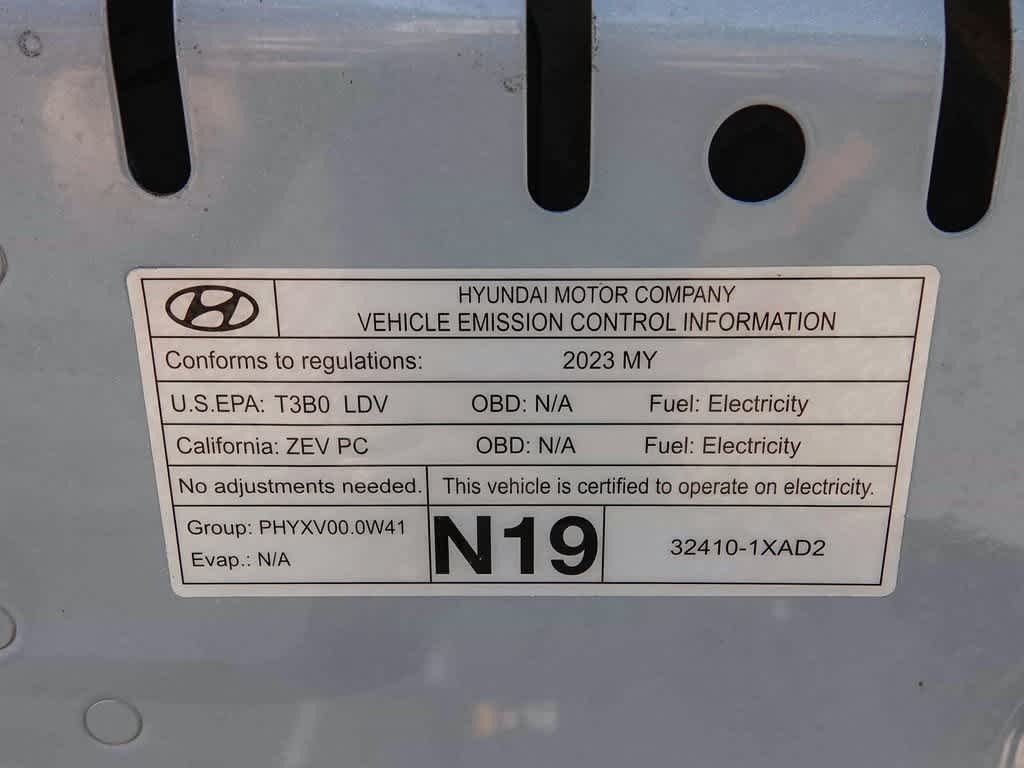 HYUNDAI MOTOR COMPANY
VEHICLE EMISSION CONTROL INFORMATION
Conforms to regulations: 2023 MY
U.S.EPA: T3B0 LDV OBD: N/A Fuel: Electricity
California: ZEV PC OBD: N/A Fuel: Electricity
No adjustments needed. This vehicle is certified to operate on electricity.
Group: PHYXV00.0W41
Evap.: N/A
N19
32410-1XAD2